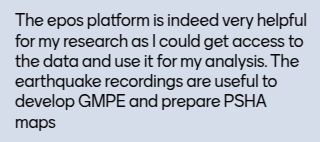 The epos platform is indeed very helpful
for my research as I could get access to
the data and use it for my analysis. The
earthquake recordings are useful to
develop GMPE and prepare PSHA
maps